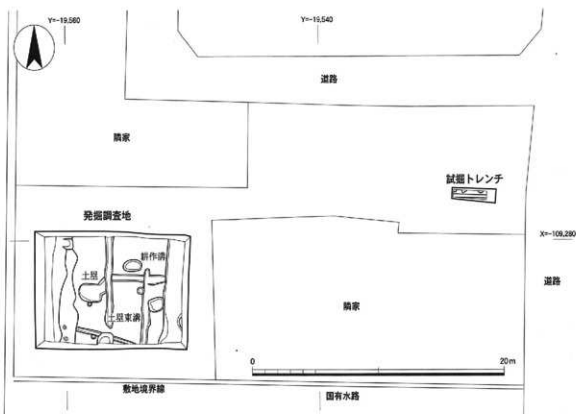 Y=-19,560
Y=-19,540
道路
隣家
試掘トレンチ
発掘調査地
X=-109,280
耕作溝
土塁
道路
隣家
土塁東溝
0
20m
敷地境界線
国有水路